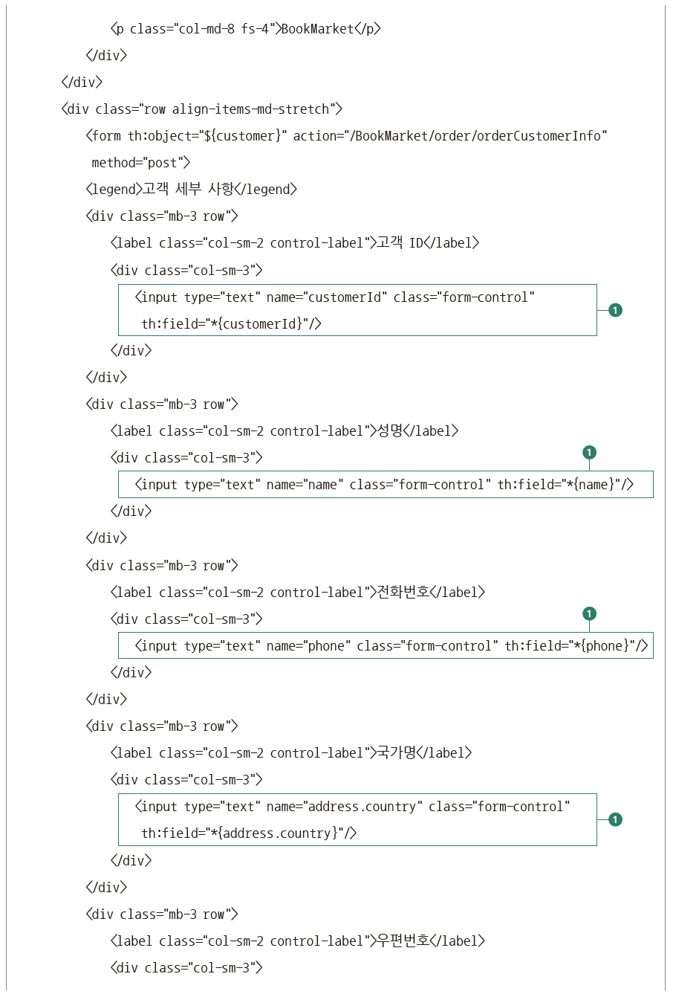 <p class="col-md-8 fs-4">BookMarket</p>
</div>
</div>
<div class="row align-items-md-stretch">
<form th:object="${customer}" action="/BookMarket/order/orderCustomerInfo"
method="post">
<legend>고객 세부 사항</legend>
<div class="mb-3 row">
<label class="col-sm-2 control-label">고객 ID</label>
<div class="col-sm-3">
<input type="text" name="customerId" class="form-control"
1
th:field="*{customerId}"/>
</div>
</div>
<div class="mb-3 row">
<label class="col-sm-2 control-label">성명</label>
<div class="col-sm-3">
1
<input type="text" name="name" class="form-control" th:field="*{name}"/>
</div>
</div>
<div class="mb-3 row">
<label class="col-sm-2 control-label">전화번호</label>
<div class="col-sm-3">
1
<input type="text" name="phone" class="form-control" th:field="*{phone}"/>
</div>
</div>
<div class="mb-3 row">
<label class="col-sm-2 control-label">국가명</label>
<div class="col-sm-3">
<input type="text" name="address.country" class="form-control"
1
th:field="*{address.country}"/>
</div>
</div>
<div class="mb-3 row">
<label class="col-sm-2 control-label">우편번호</label>
<div class="col-sm-3">